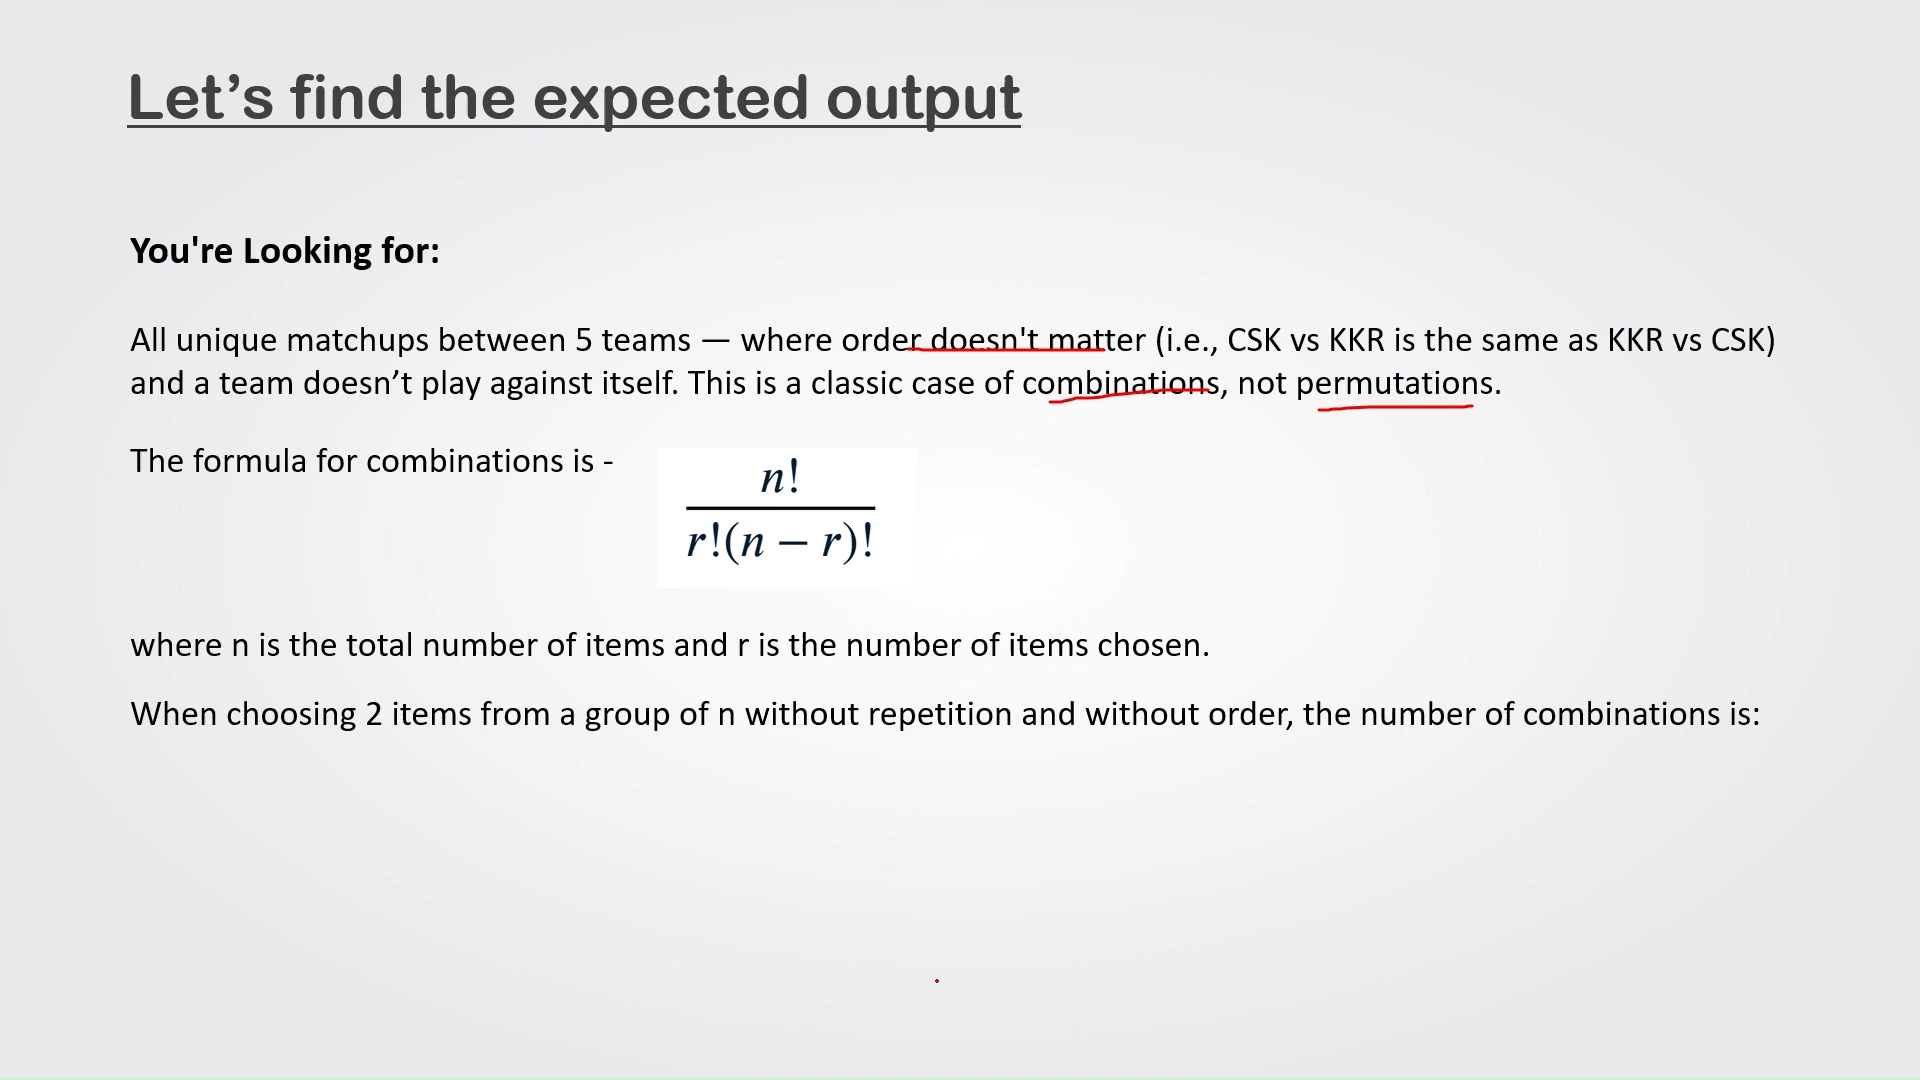 Let’s find the expected output
You're Looking for:
All unique matchups between 5 teams — where order doesn't matter (i.e., CSK vs KKR is the same as KKR vs CSK)
and a team doesn’t play against itself. This is a classic case of combinations, not permutations.
The formula for combinations is -
n!
r!(n − r)!
where n is the total number of items and r is the number of items chosen.
When choosing 2 items from a group of n without repetition and without order, the number of combinations is: